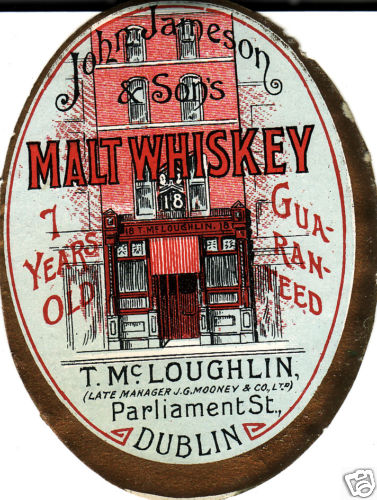 John Jameson
& Son's
MALT WHISKEY
7
YEARS
OLD
GUA-
RAN-
TEED
18
18 T. McLOUGHLIN. 18
T. McLOUGHLIN,
(LATE MANAGER J.G. MOONEY & CO., LTD)
Parliament St.,
DUBLIN